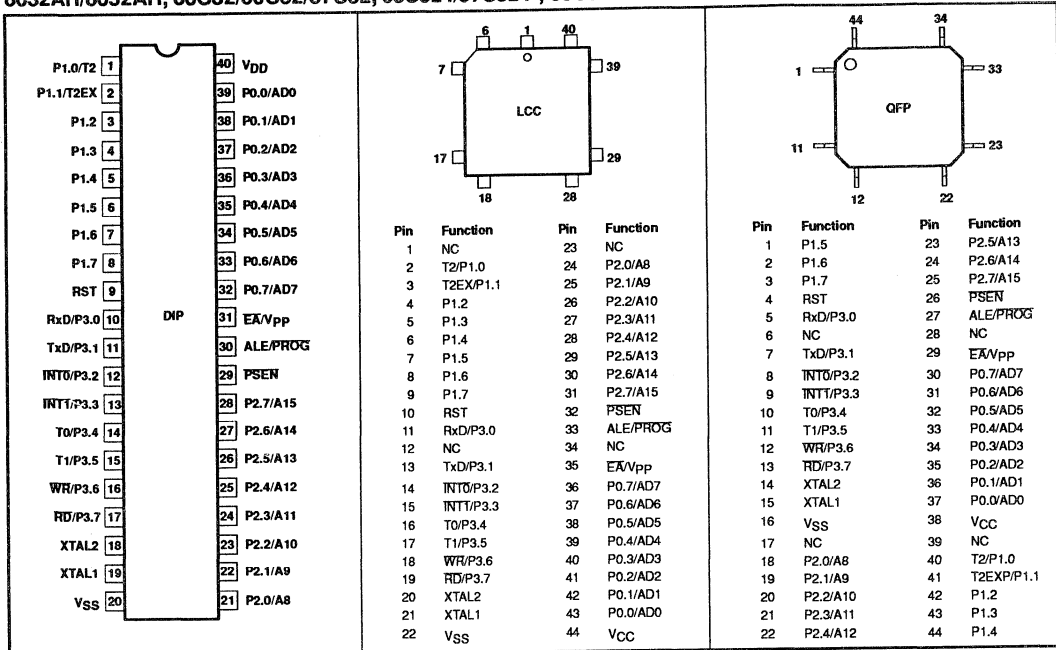 P1.0/T2 1 40 VDD
P1.1/T2EX 2 39 P0.0/AD0
P1.2 3 38 P0.1/AD1
P1.3 4 37 P0.2/AD2
P1.4 5 36 P0.3/AD3
P1.5 6 35 P0.4/AD4
P1.6 7 34 P0.5/AD5
P1.7 8 33 P0.6/AD6
RST 9 32 P0.7/AD7
RxD/P3.0 10 DIP 31 EA/VPP
TxD/P3.1 11 30 ALE/PROG
INT0/P3.2 12 29 PSEN
INT1/P3.3 13 28 P2.7/A15
T0/P3.4 14 27 P2.6/A14
T1/P3.5 15 26 P2.5/A13
WR/P3.6 16 25 P2.4/A12
RD/P3.7 17 24 P2.3/A11
XTAL2 18 23 P2.2/A10
XTAL1 19 22 P2.1/A9
VSS 20 21 P2.0/A8
6 1 40
7 39
LCC
17 29
18 28
Pin Function Pin Function
1 NC 23 NC
2 T2/P1.0 24 P2.0/A8
3 T2EX/P1.1 25 P2.1/A9
4 P1.2 26 P2.2/A10
5 P1.3 27 P2.3/A11
6 P1.4 28 P2.4/A12
7 P1.5 29 P2.5/A13
8 P1.6 30 P2.6/A14
9 P1.7 31 P2.7/A15
10 RST 32 PSEN
11 RxD/P3.0 33 ALE/PROG
12 NC 34 NC
13 TxD/P3.1 35 EA/VPP
14 INT0/P3.2 36 P0.7/AD7
15 INT1/P3.3 37 P0.6/AD6
16 T0/P3.4 38 P0.5/AD5
17 T1/P3.5 39 P0.4/AD4
18 WR/P3.6 40 P0.3/AD3
19 RD/P3.7 41 P0.2/AD2
20 XTAL2 42 P0.1/AD1
21 XTAL1 43 P0.0/AD0
22 VSS 44 VCC
44 34
1 33
QFP
11 23
12 22
Pin Function Pin Function
1 P1.5 23 P2.5/A13
2 P1.6 24 P2.6/A14
3 P1.7 25 P2.7/A15
4 RST 26 PSEN
5 RxD/P3.0 27 ALE/PROG
6 NC 28 NC
7 TxD/P3.1 29 EA/VPP
8 INT0/P3.2 30 P0.7/AD7
9 INT1/P3.3 31 P0.6/AD6
10 T0/P3.4 32 P0.5/AD5
11 T1/P3.5 33 P0.4/AD4
12 WR/P3.6 34 P0.3/AD3
13 RD/P3.7 35 P0.2/AD2
14 XTAL2 36 P0.1/AD1
15 XTAL1 37 P0.0/AD0
16 VSS 38 VCC
17 NC 39 NC
18 P2.0/A8 40 T2/P1.0
19 P2.1/A9 41 T2EXP/P1.1
20 P2.2/A10 42 P1.2
21 P2.3/A11 43 P1.3
22 P2.4/A12 44 P1.4